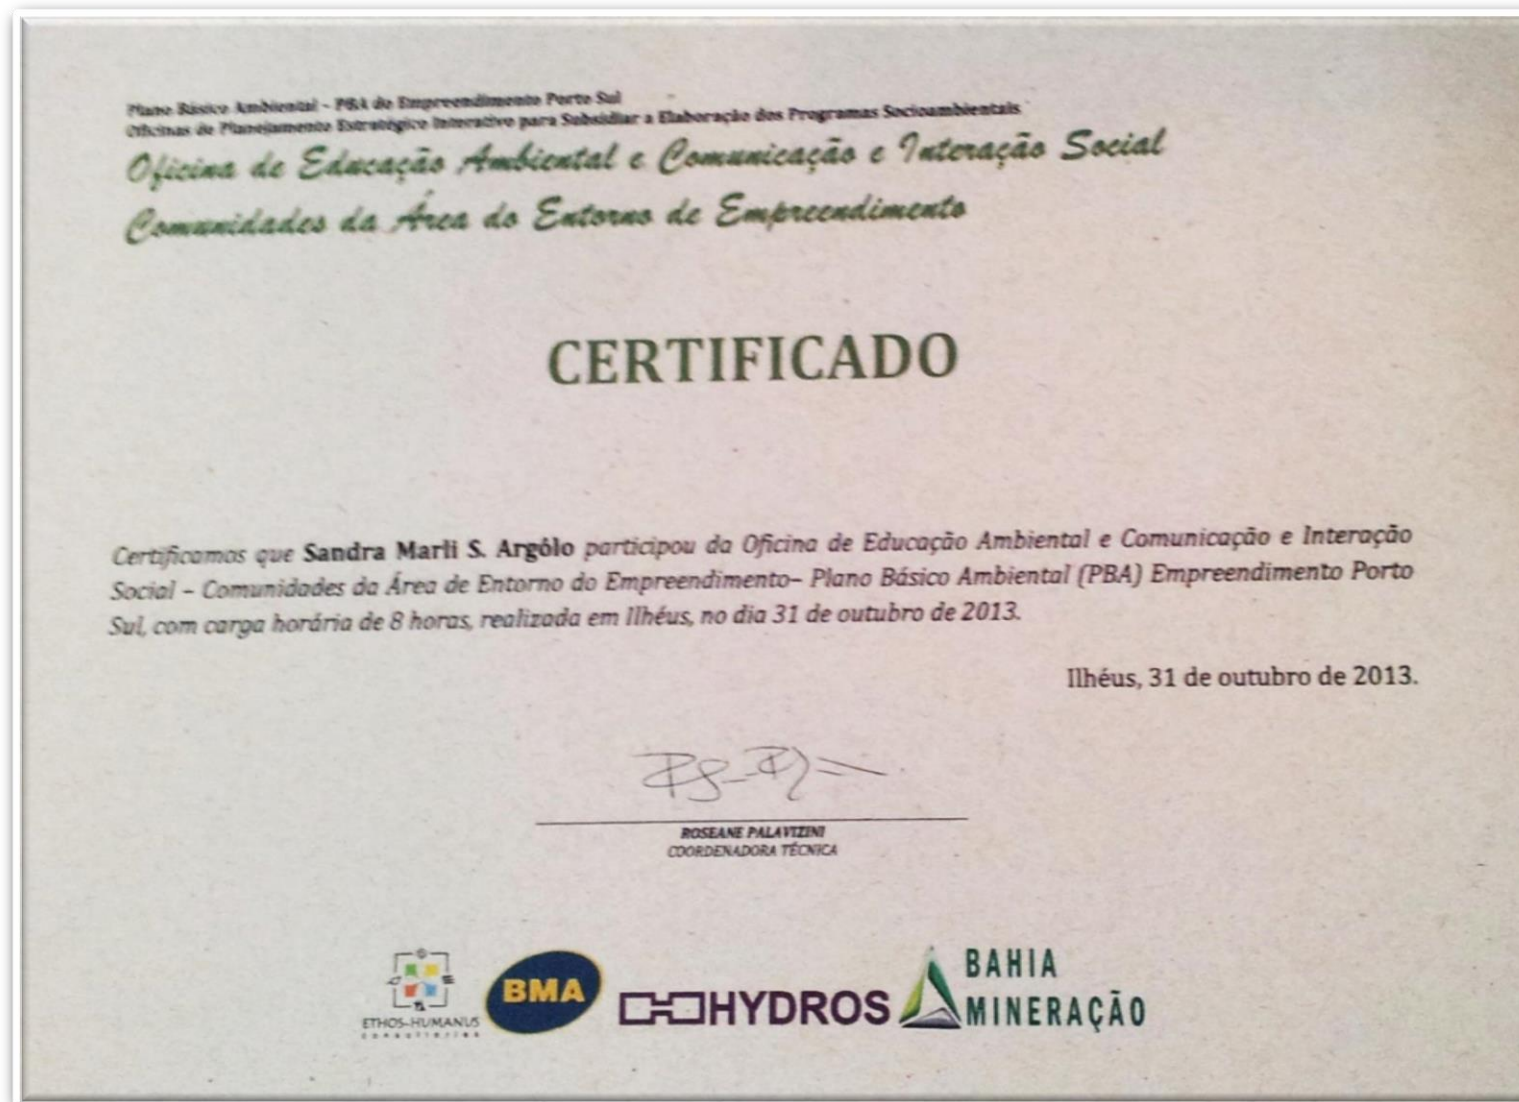 Plano Básico Ambiental - PBA do Empreendimento Porto Sul
Oficinas de Planejamento Estratégico Interativo para Subsidiar a Elaboração dos Programas Socioambientais
Oficina de Educação Ambiental e Comunicação e Interação Social
Comunidades da Área do Entorno de Empreendimento
CERTIFICADO
Certificamos que Sandra Marli S. Argôlo participou da Oficina de Educação Ambiental e Comunicação e Interação
Social – Comunidades da Área de Entorno do Empreendimento– Plano Básico Ambiental (PBA) Empreendimento Porto
Sul, com carga horária de 8 horas, realizada em Ilhéus, no dia 31 de outubro de 2013.
Ilhéus, 31 de outubro de 2013.
ROSEANE PALAVIZINI
COORDENADORA TÉCNICA
ETHOS-HUMANUS
consultorias
BMA
HYDROS
BAHIA
MINERAÇÃO